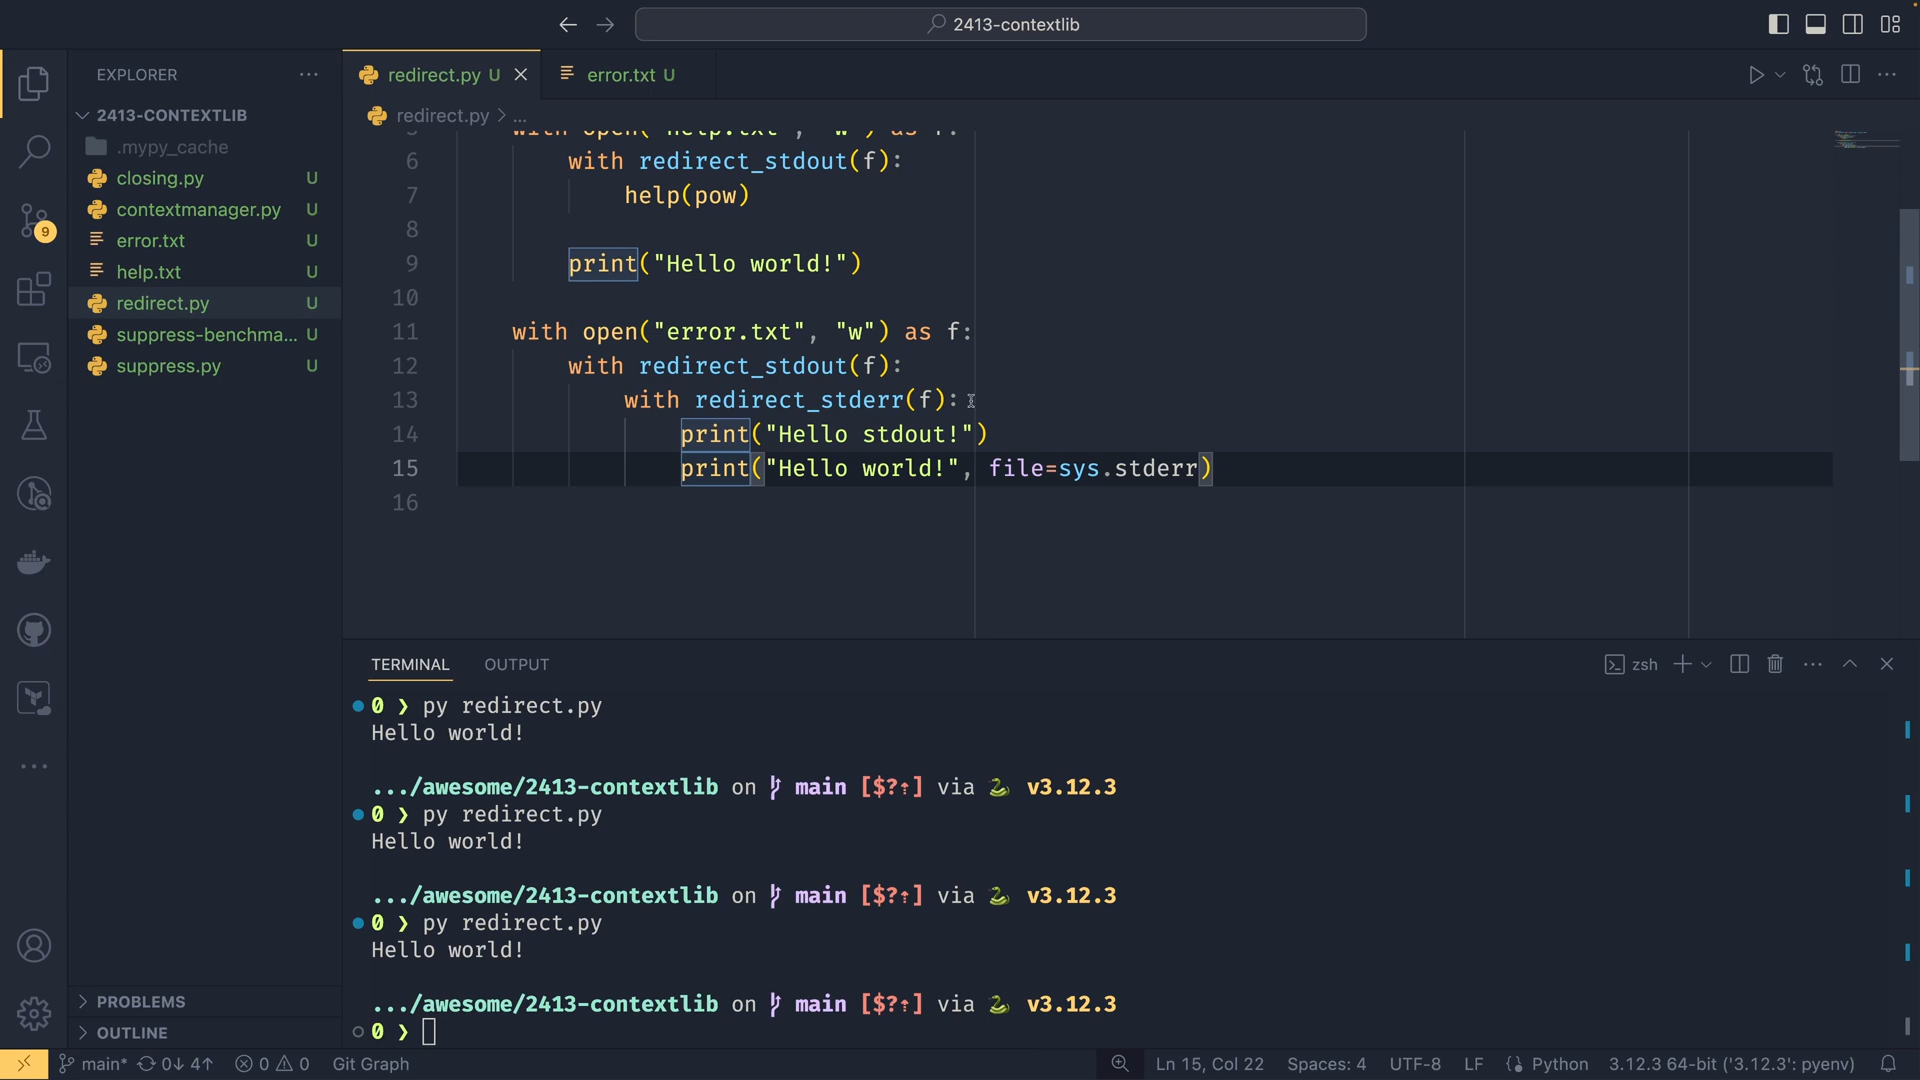 2413-contextlib
EXPLORER
2413-CONTEXTLIB
.mypy_cache
closing.py U
contextmanager.py U
error.txt U
help.txt U
redirect.py U
suppress-benchma... U
suppress.py U
PROBLEMS
OUTLINE
9
redirect.py U
error.txt U
redirect.py > ...
5 with open("help.txt", "w") as f:
6 with redirect_stdout(f):
7 help(pow)
8
9 print("Hello world!")
10
11 with open("error.txt", "w") as f:
12 with redirect_stdout(f):
13 with redirect_stderr(f):
14 print("Hello stdout!")
15 print("Hello world!", file=sys.stderr)
16
TERMINAL OUTPUT
zsh
0 ❯ py redirect.py
Hello world!
.../awesome/2413-contextlib on main [$?⇡] via 🐍 v3.12.3
0 ❯ py redirect.py
Hello world!
.../awesome/2413-contextlib on main [$?⇡] via 🐍 v3.12.3
0 ❯ py redirect.py
Hello world!
.../awesome/2413-contextlib on main [$?⇡] via 🐍 v3.12.3
0 ❯
main* 0↓ 4↑ 0 0 Git Graph Ln 15, Col 22 Spaces: 4 UTF-8 LF Python 3.12.3 64-bit ('3.12.3': pyenv)